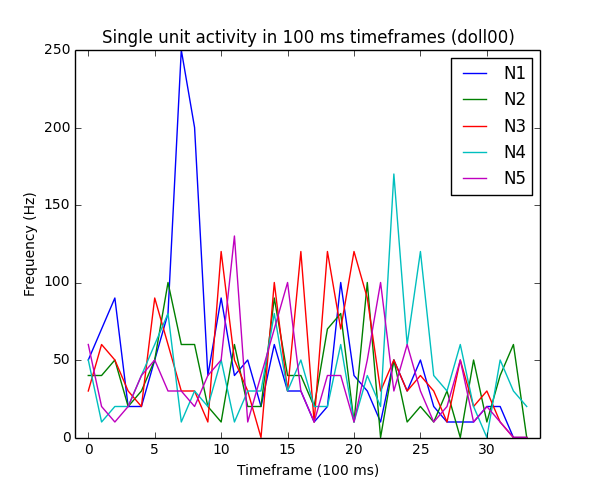 Single unit activity in 100 ms timeframes (doll00)
250
200
150
100
50
0
Frequency (Hz)
N1
N2
N3
N4
N5
0 5 10 15 20 25 30
Timeframe (100 ms)